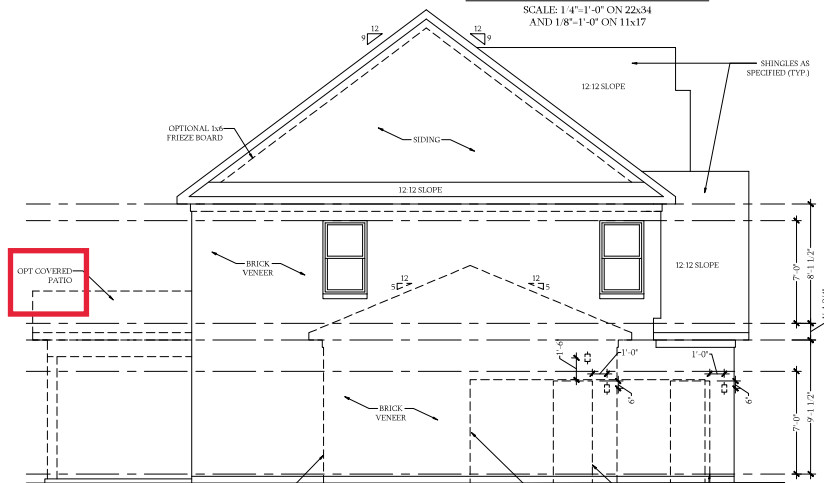 SCALE: 1/4"=1'-0" ON 22x34
AND 1/8"=1'-0" ON 11x17
12
9
12
9
SHINGLES AS
SPECIFIED (TYP.)
12:12 SLOPE
OPTIONAL 1x6
FRIEZE BOARD
SIDING
12:12 SLOPE
OPT COVERED
PATIO
BRICK
VENEER
12:12 SLOPE
12
5
12
5
7'-0"
8'-1 1/2"
1'-6"
1'-0"
1'-0"
6"
6"
BRICK
VENEER
7'-0"
9'-1 1/2"